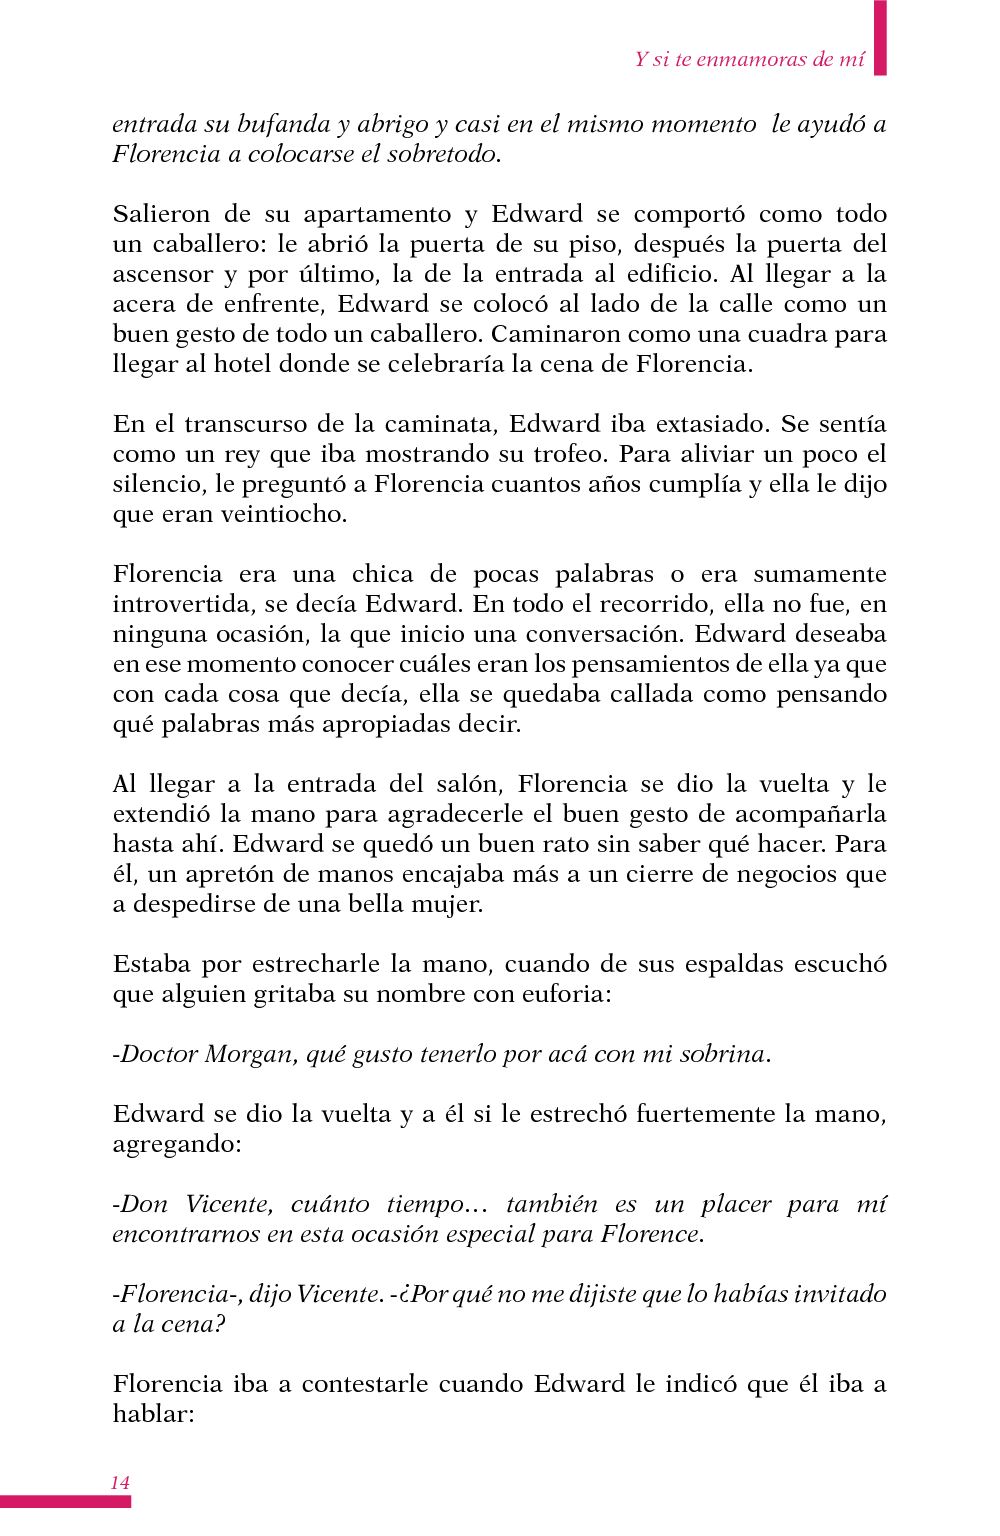 Y si te enmamoras de mí
entrada su bufanda y abrigo y casi en el mismo momento le ayudó a
Florencia a colocarse el sobretodo.
Salieron de su apartamento y Edward se comportó como todo
un caballero: le abrió la puerta de su piso, después la puerta del
ascensor y por último, la de la entrada al edificio. Al llegar a la
acera de enfrente, Edward se colocó al lado de la calle como un
buen gesto de todo un caballero. Caminaron como una cuadra para
llegar al hotel donde se celebraría la cena de Florencia.
En el transcurso de la caminata, Edward iba extasiado. Se sentía
como un rey que iba mostrando su trofeo. Para aliviar un poco el
silencio, le preguntó a Florencia cuantos años cumplía y ella le dijo
que eran veintiocho.
Florencia era una chica de pocas palabras o era sumamente
introvertida, se decía Edward. En todo el recorrido, ella no fue, en
ninguna ocasión, la que inicio una conversación. Edward deseaba
en ese momento conocer cuáles eran los pensamientos de ella ya que
con cada cosa que decía, ella se quedaba callada como pensando
qué palabras más apropiadas decir.
Al llegar a la entrada del salón, Florencia se dio la vuelta y le
extendió la mano para agradecerle el buen gesto de acompañarla
hasta ahí. Edward se quedó un buen rato sin saber qué hacer. Para
él, un apretón de manos encajaba más a un cierre de negocios que
a despedirse de una bella mujer.
Estaba por estrecharle la mano, cuando de sus espaldas escuchó
que alguien gritaba su nombre con euforia:
-Doctor Morgan, qué gusto tenerlo por acá con mi sobrina.
Edward se dio la vuelta y a él si le estrechó fuertemente la mano,
agregando:
-Don Vicente, cuánto tiempo… también es un placer para mí
encontrarnos en esta ocasión especial para Florence.
-Florencia-, dijo Vicente. -¿Por qué no me dijiste que lo habías invitado
a la cena?
Florencia iba a contestarle cuando Edward le indicó que él iba a
hablar:
14